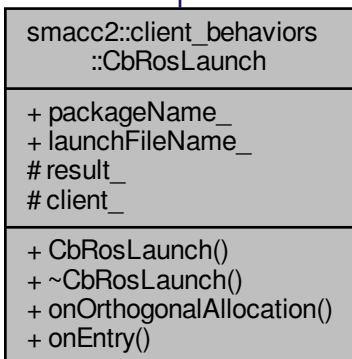 smacc2::client_behaviors
::CbRosLaunch
+ packageName_
+ launchFileName_
# result_
# client_
+ CbRosLaunch()
+ ~CbRosLaunch()
+ onOrthogonalAllocation()
+ onEntry()